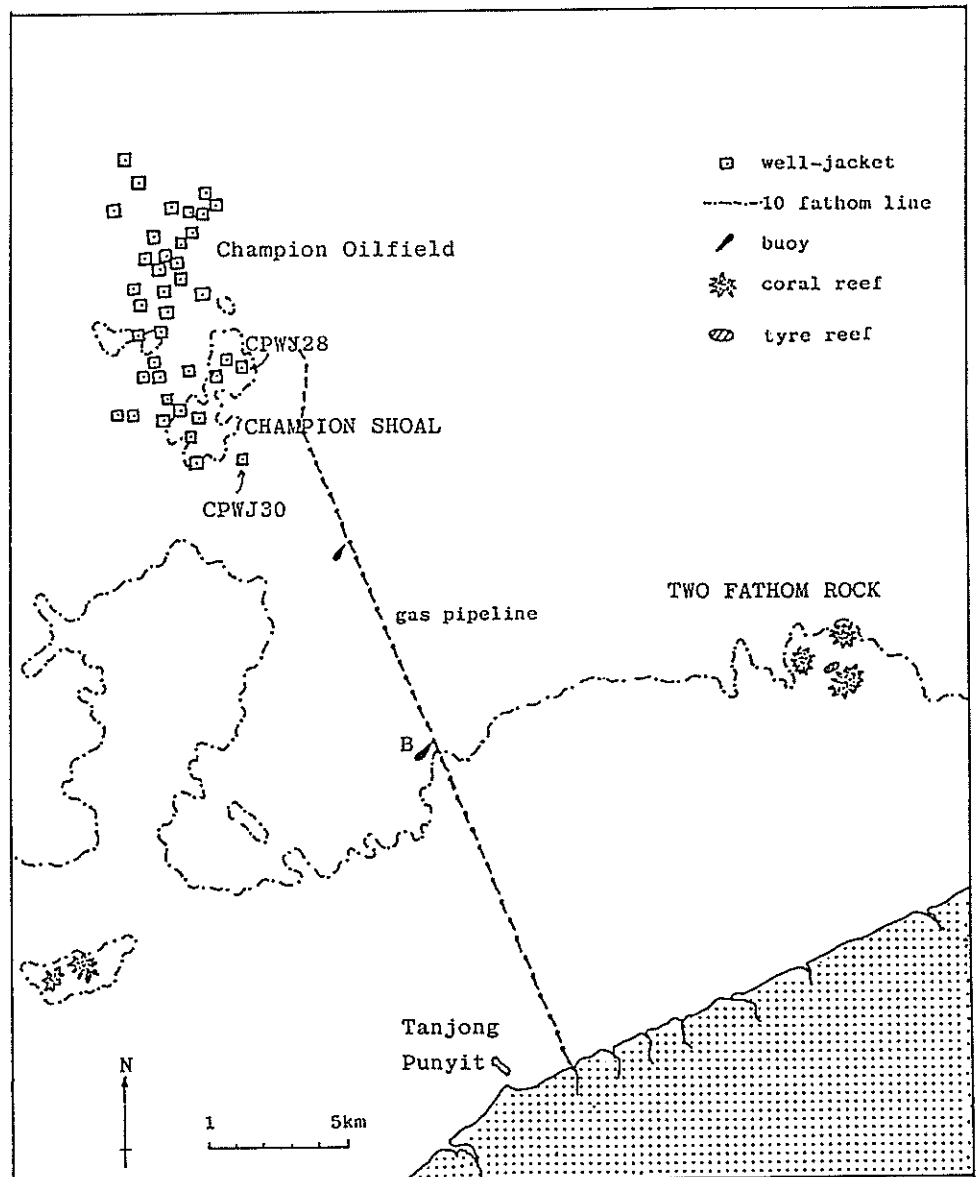 well-jacket
10 fathom line
buoy
coral reef
tyre reef
Champion Oilfield
CPWJ28
CHAMPION SHOAL
CPWJ30
gas pipeline
TWO FATHOM ROCK
B
Tanjong
Punyit
N
1 5km